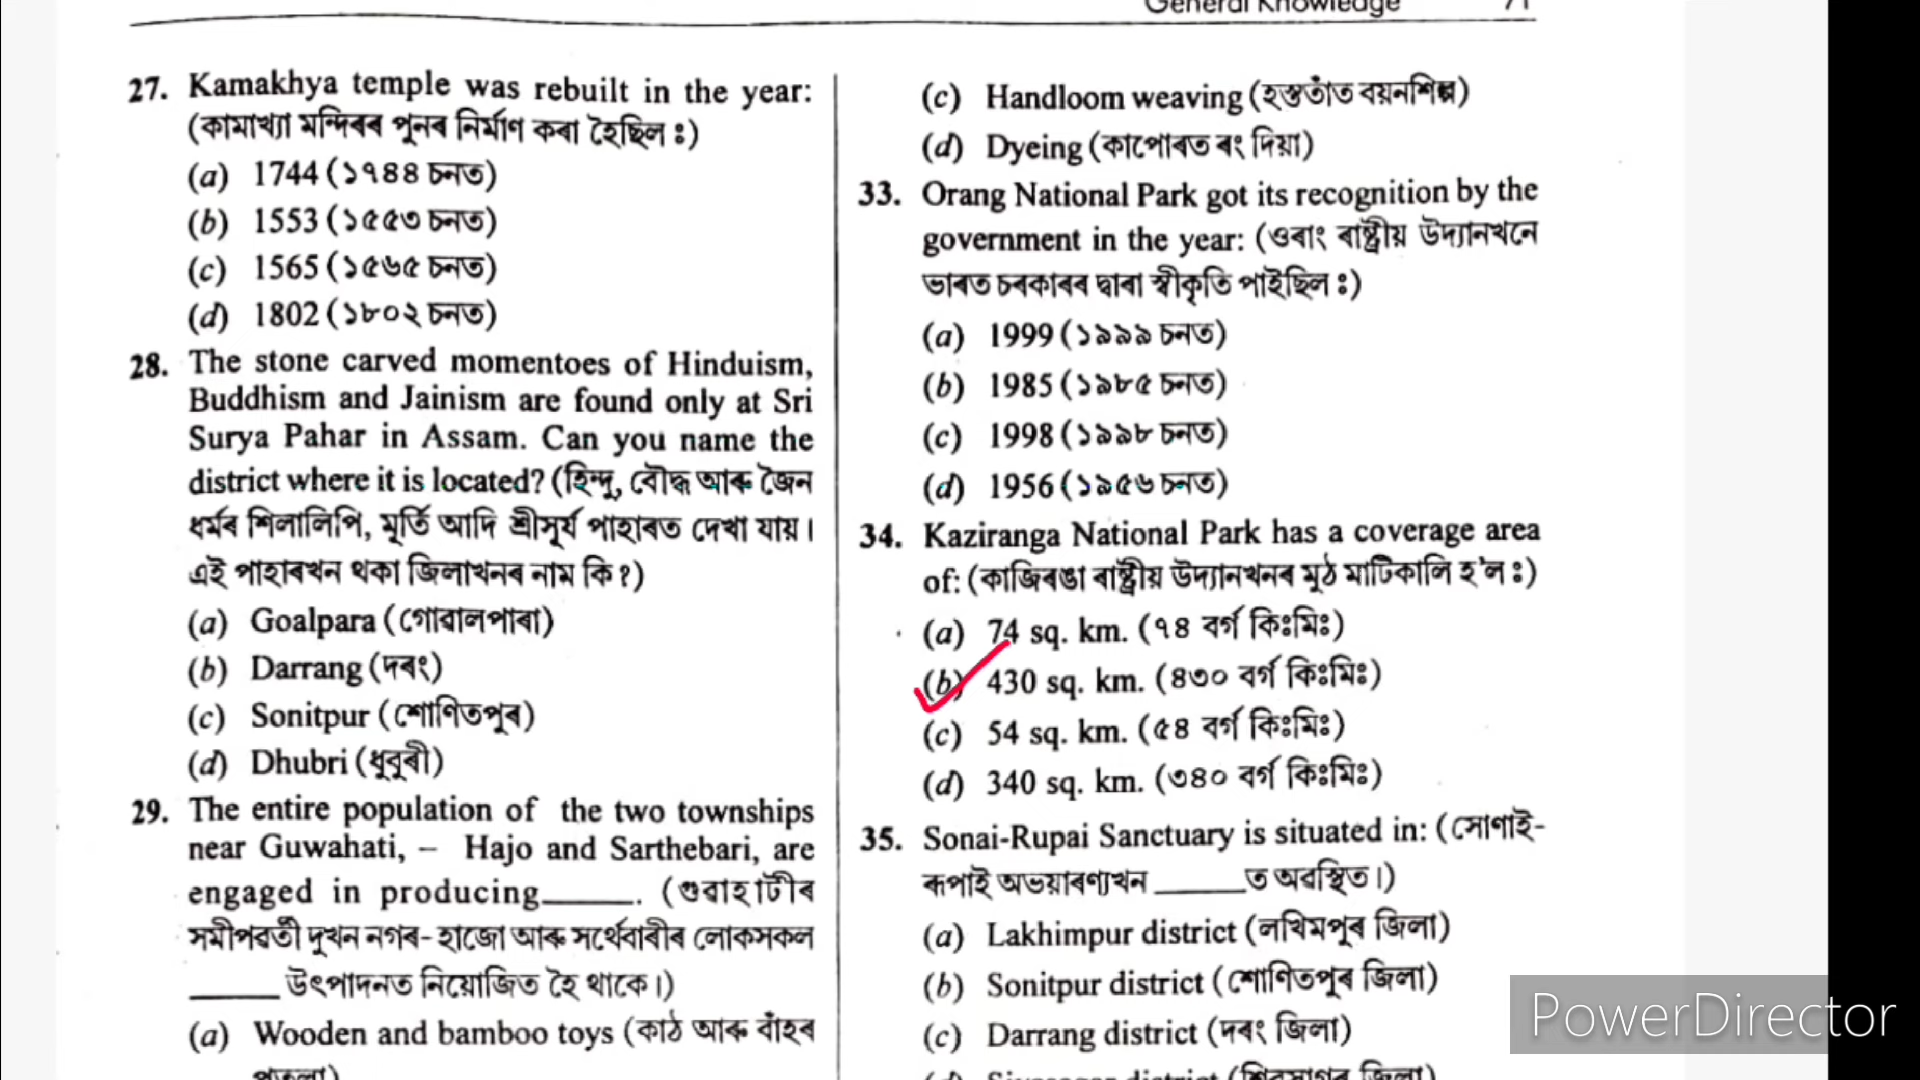 General Knowledge 71
27. Kamakhya temple was rebuilt in the year:
(কামাখ্যা মন্দিৰৰ পূনৰ নিৰ্মাণ কৰা হৈছিল ঃ)
(a) 1744 (১৭৪৪ চনত)
(b) 1553 (১৫৫৩ চনত)
(c) 1565 (১৫৬৫ চনত)
(d) 1802 (১৮০২ চনত)
28. The stone carved momentoes of Hinduism,
Buddhism and Jainism are found only at Sri
Surya Pahar in Assam. Can you name the
district where it is located? (হিন্দু, বৌদ্ধ আৰু জৈন
ধৰ্মৰ শিলালিপি, মূৰ্তি আদি শ্ৰীসূৰ্য পাহাৰত দেখা যায়।
এই পাহাৰখন থকা জিলাখনৰ নাম কি?)
(a) Goalpara (গোৱালপাৰা)
(b) Darrang (দৰং)
(c) Sonitpur (শোণিতপূৰ)
(d) Dhubri (ধুবুৰী)
29. The entire population of the two townships
near Guwahati, – Hajo and Sarthebari, are
engaged in producing______. (গুৱাহাটীৰ
সমীপৱৰ্তী দুখন নগৰ- হাজো আৰু সৰ্থেবাৰীৰ লোকসকল
______ উৎপাদনত নিয়োজিত হৈ থাকে।)
(a) Wooden and bamboo toys (কাঠ আৰু বাঁহৰ
পুতলা)
(c) Handloom weaving (হস্ততাঁত বয়নশিল্প)
(d) Dyeing (কাপোৰত ৰং দিয়া)
33. Orang National Park got its recognition by the
government in the year: (ওৰাং ৰাষ্ট্ৰীয় উদ্যানখনে
ভাৰত চৰকাৰৰ দ্বাৰা স্বীকৃতি পাইছিল ঃ)
(a) 1999 (১৯৯৯ চনত)
(b) 1985 (১৯৮৫ চনত)
(c) 1998 (১৯৯৮ চনত)
(d) 1956 (১৯৫৬ চনত)
34. Kaziranga National Park has a coverage area
of: (কাজিৰঙা ৰাষ্ট্ৰীয় উদ্যানখনৰ মুঠ মাটিকালি হ'ল ঃ)
(a) 74 sq. km. (৭৪ বৰ্গ কিঃমিঃ)
(b) 430 sq. km. (৪৩০ বৰ্গ কিঃমিঃ)
(c) 54 sq. km. (৫৪ বৰ্গ কিঃমিঃ)
(d) 340 sq. km. (৩৪০ বৰ্গ কিঃমিঃ)
35. Sonai-Rupai Sanctuary is situated in: (সোণাই-
ৰূপাই অভয়াৰণ্যখন ______ত অৱস্থিত।)
(a) Lakhimpur district (লখিমপূৰ জিলা)
(b) Sonitpur district (শোণিতপূৰ জিলা)
(c) Darrang district (দৰং জিলা)
(d) Sivasagar district (শিৱসাগৰ জিলা)
PowerDirector